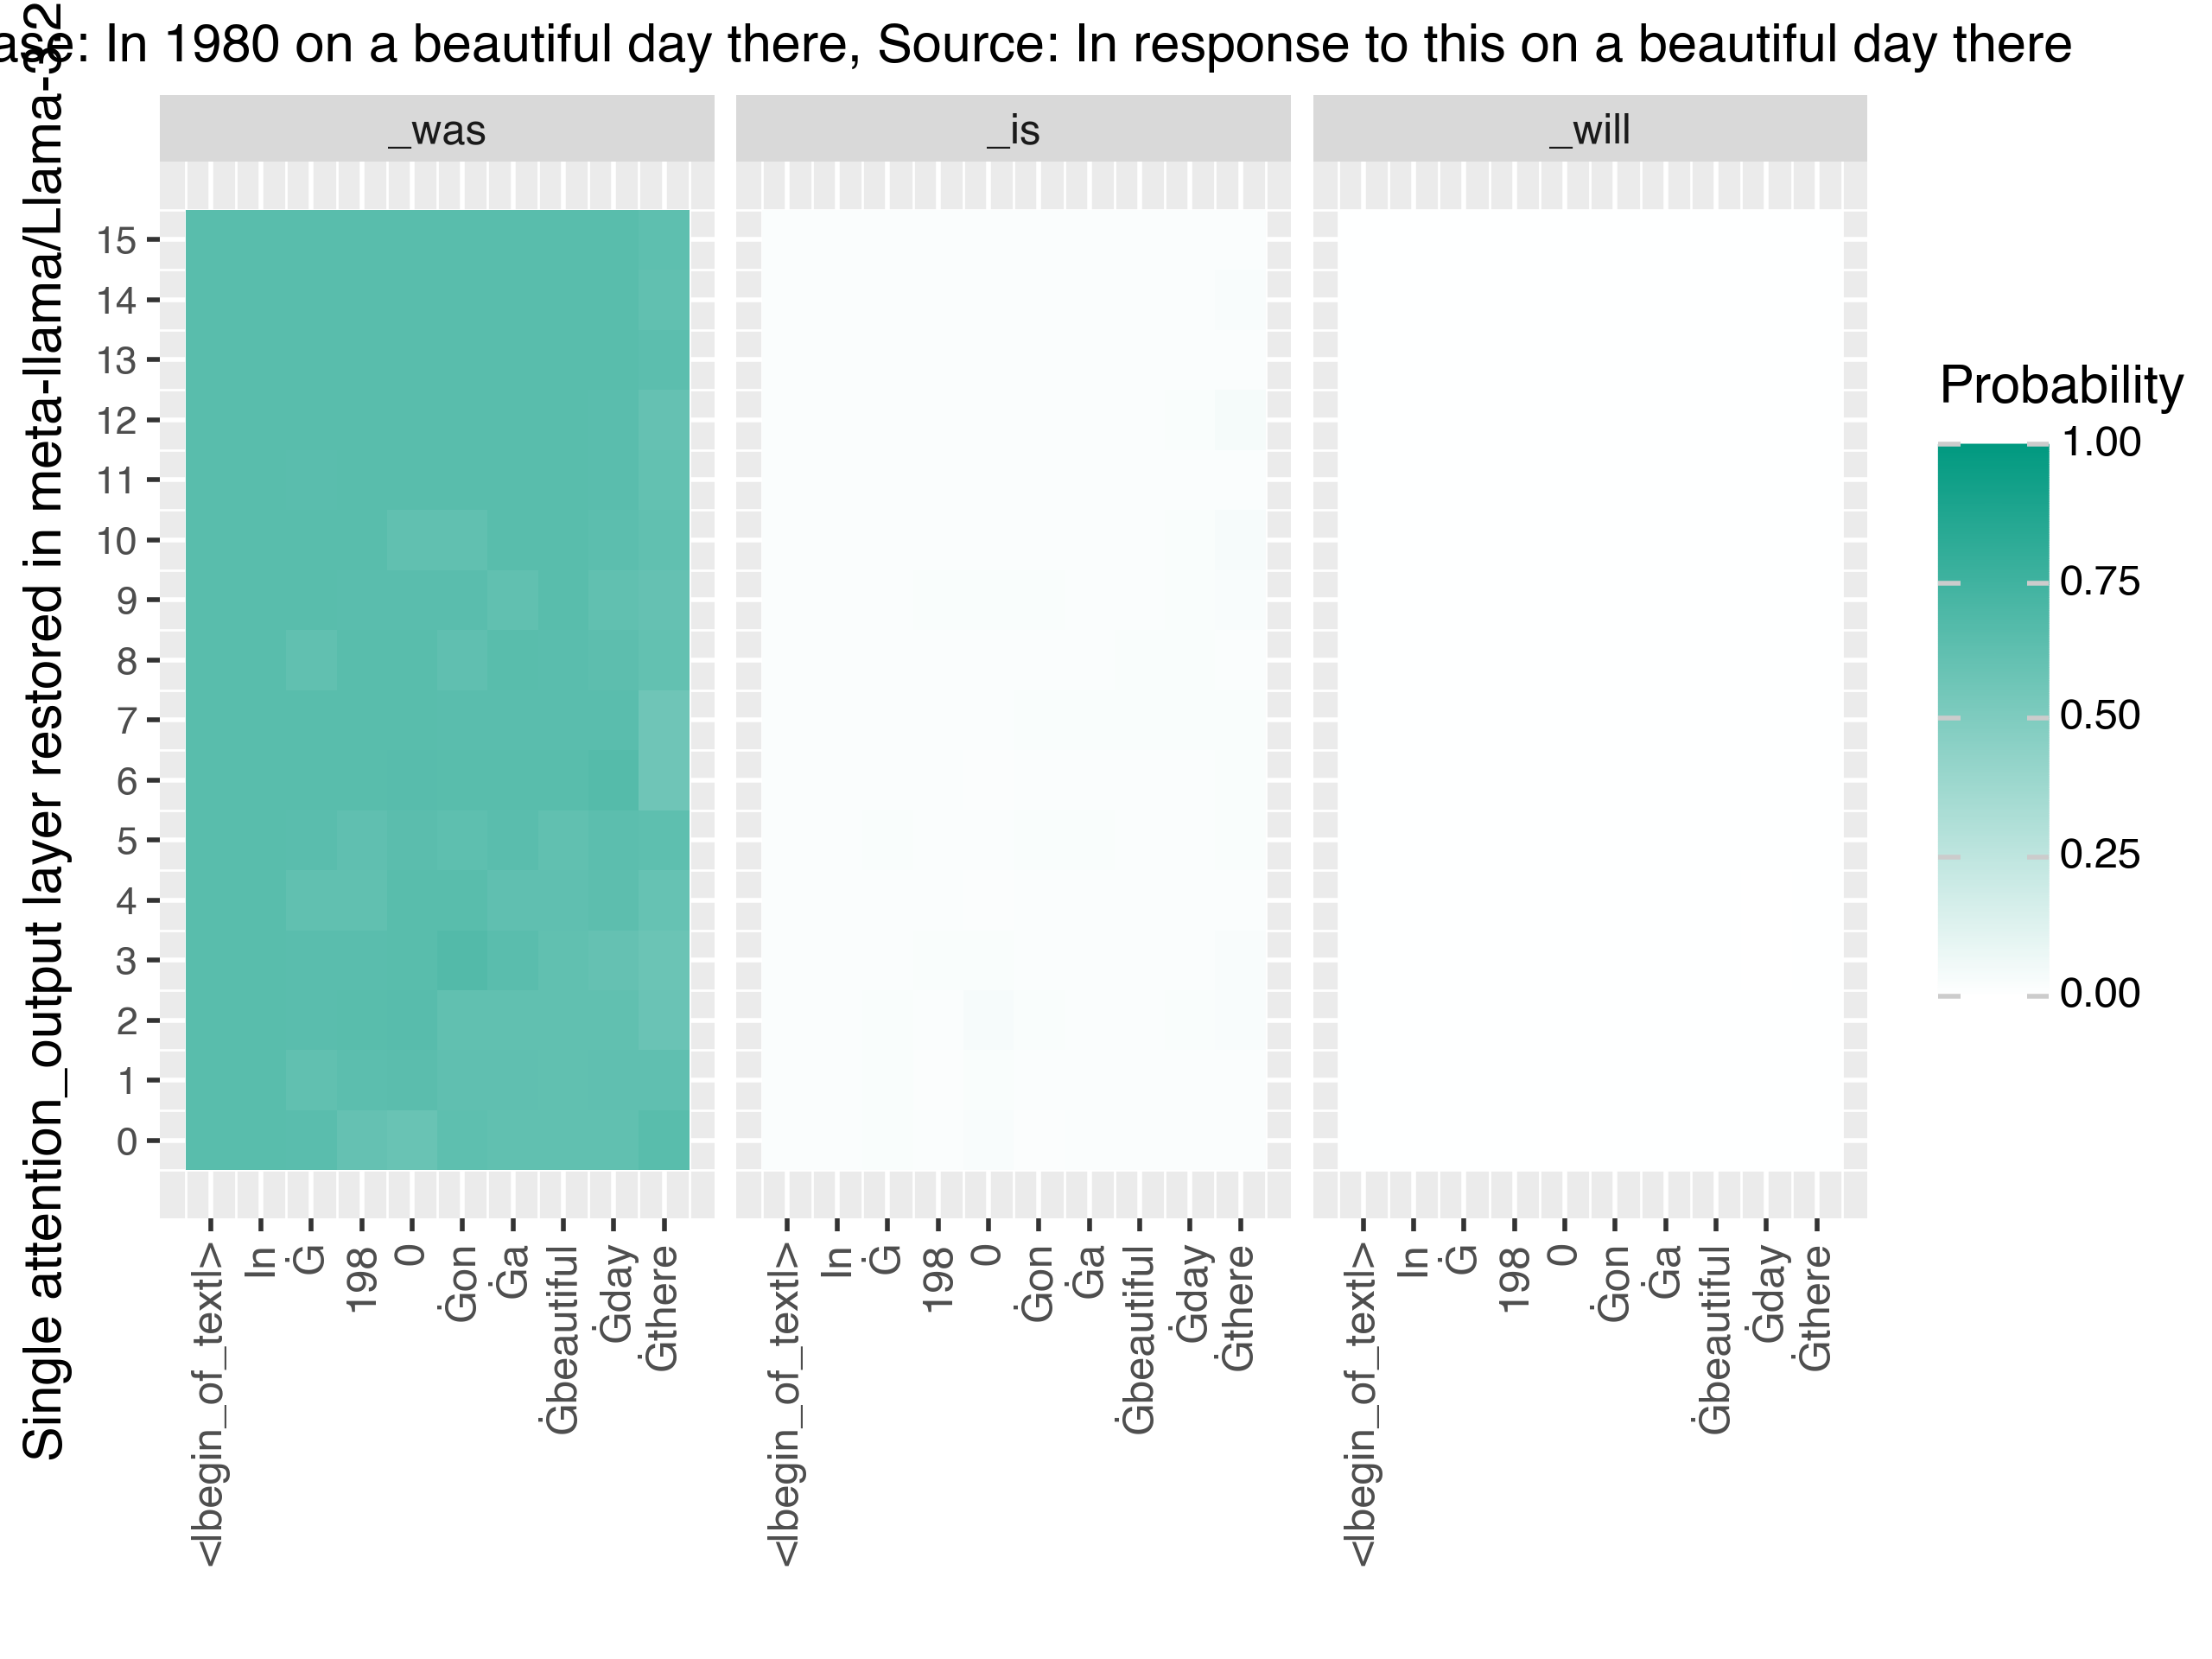 ase: In 1980 on a beautiful day there, Source: In response to this on a beautiful day there
Single attention_output layer restored in meta-llama/Llama-3.2
_was
_is
_will
15
14
13
12
11
10
9
8
7
6
5
4
3
2
1
0
<|begin_of_text|>
In
Ġ
198
0
Ġon
Ġa
Ġbeautiful
Ġday
Ġthere
<|begin_of_text|>
In
Ġ
198
0
Ġon
Ġa
Ġbeautiful
Ġday
Ġthere
<|begin_of_text|>
In
Ġ
198
0
Ġon
Ġa
Ġbeautiful
Ġday
Ġthere
Probability
1.00
0.75
0.50
0.25
0.00